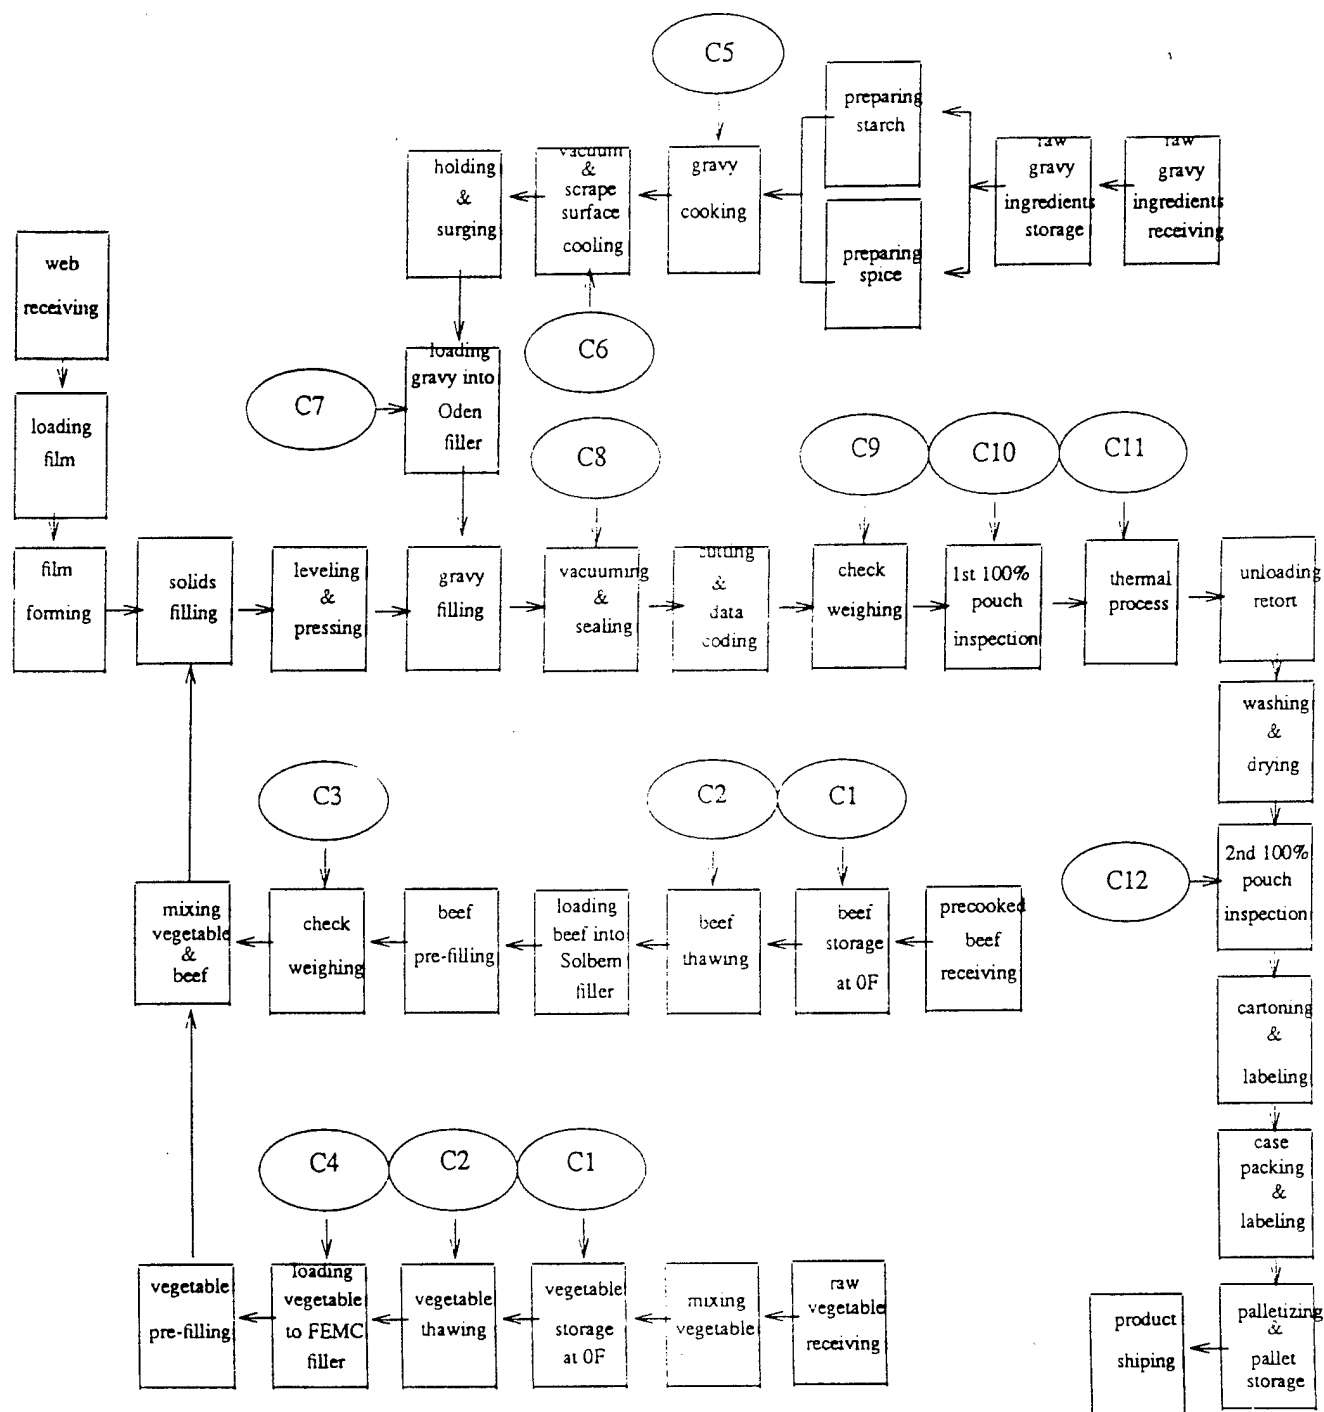 C5
preparing
starch
raw
gravy
ingredients
storage
raw
gravy
ingredients
receiving
holding
&
surging
vacuum
&
scrape
surface
cooling
gravy
cooking
preparing
spice
web
receiving
C6
loading
gravy into
Oden
filler
C7
loading
film
C8
C9
C10
C11
film
forming
solids
filling
leveling
&
pressing
gravy
filling
vacuuming
&
sealing
cutting
&
data
coding
check
weighing
1st 100%
pouch
inspection
thermal
process
unloading
retort
washing
&
drying
C3
C2
C1
C12
2nd 100%
pouch
inspection
mixing
vegetable
&
beef
check
weighing
beef
pre-filling
loading
beef into
Solbern
filler
beef
thawing
beef
storage
at 0F
precooked
beef
receiving
cartoning
&
labeling
C4
C2
C1
case
packing
&
labeling
vegetable
pre-filling
loading
vegetable
to FEMC
filler
vegetable
thawing
vegetable
storage
at 0F
mixing
vegetable
raw
vegetable
receiving
product
shiping
palletizing
&
pallet
storage